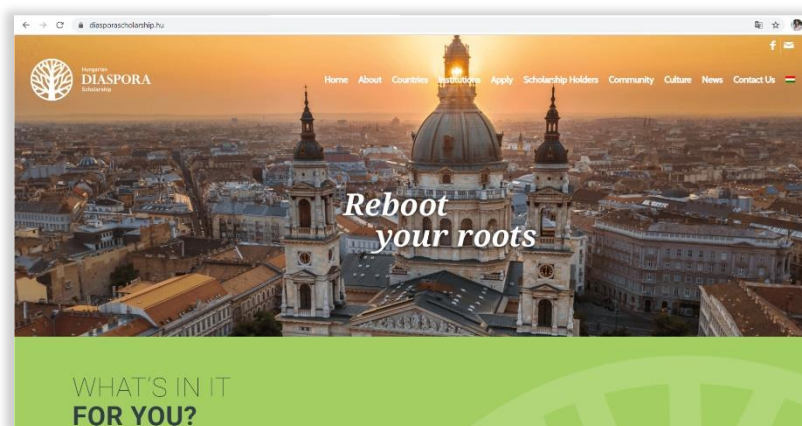 diasporascholarship.hu
Hungarian
DIASPORA
Scholarship
Home About Countries Institutions Apply Scholarship Holders Community Culture News Contact Us
Reboot
your roots
WHAT'S IN IT
FOR YOU?